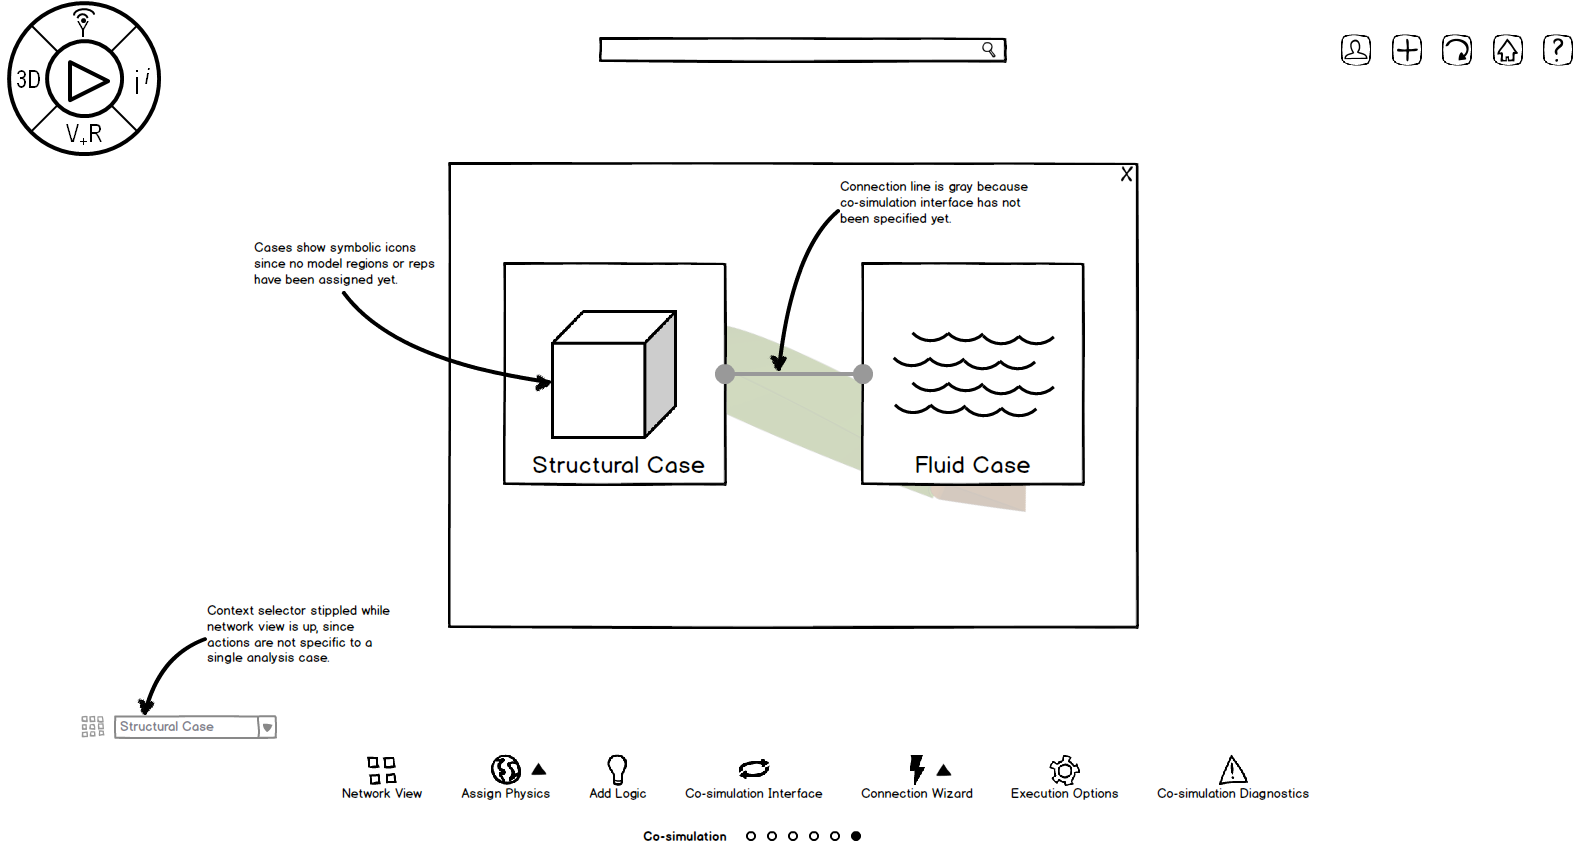 3D
i i
V+R
?
X
Connection line is gray because
co-simulation interface has not
been specified yet.
Cases show symbolic icons
since no model regions or reps
have been assigned yet.
Structural Case
Fluid Case
Context selector stippled while
network view is up, since
actions are not specific to a
single analysis case.
Structural Case
Network View
Assign Physics
Add Logic
Co-simulation Interface
Connection Wizard
Execution Options
Co-simulation Diagnostics
Co-simulation